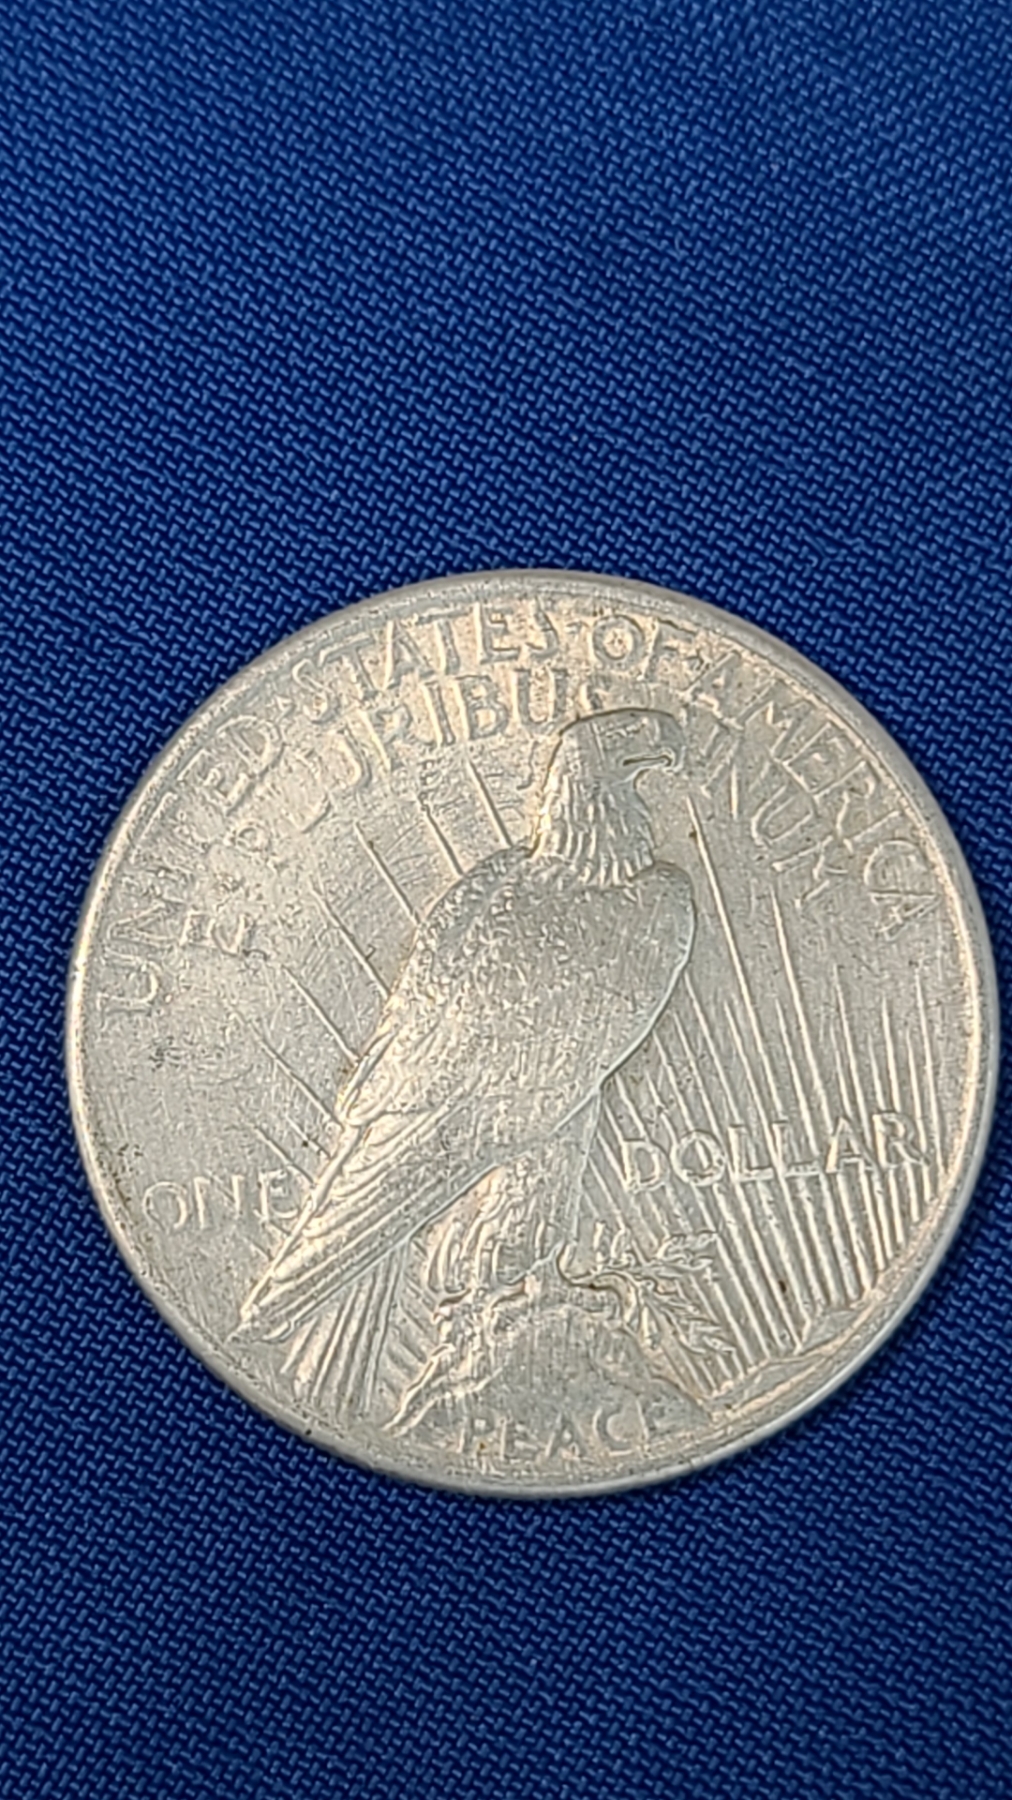 UNITED·STATES·OF·AMERICA
E·PLURIBUS UNUM
ONE DOLLAR
PEACE